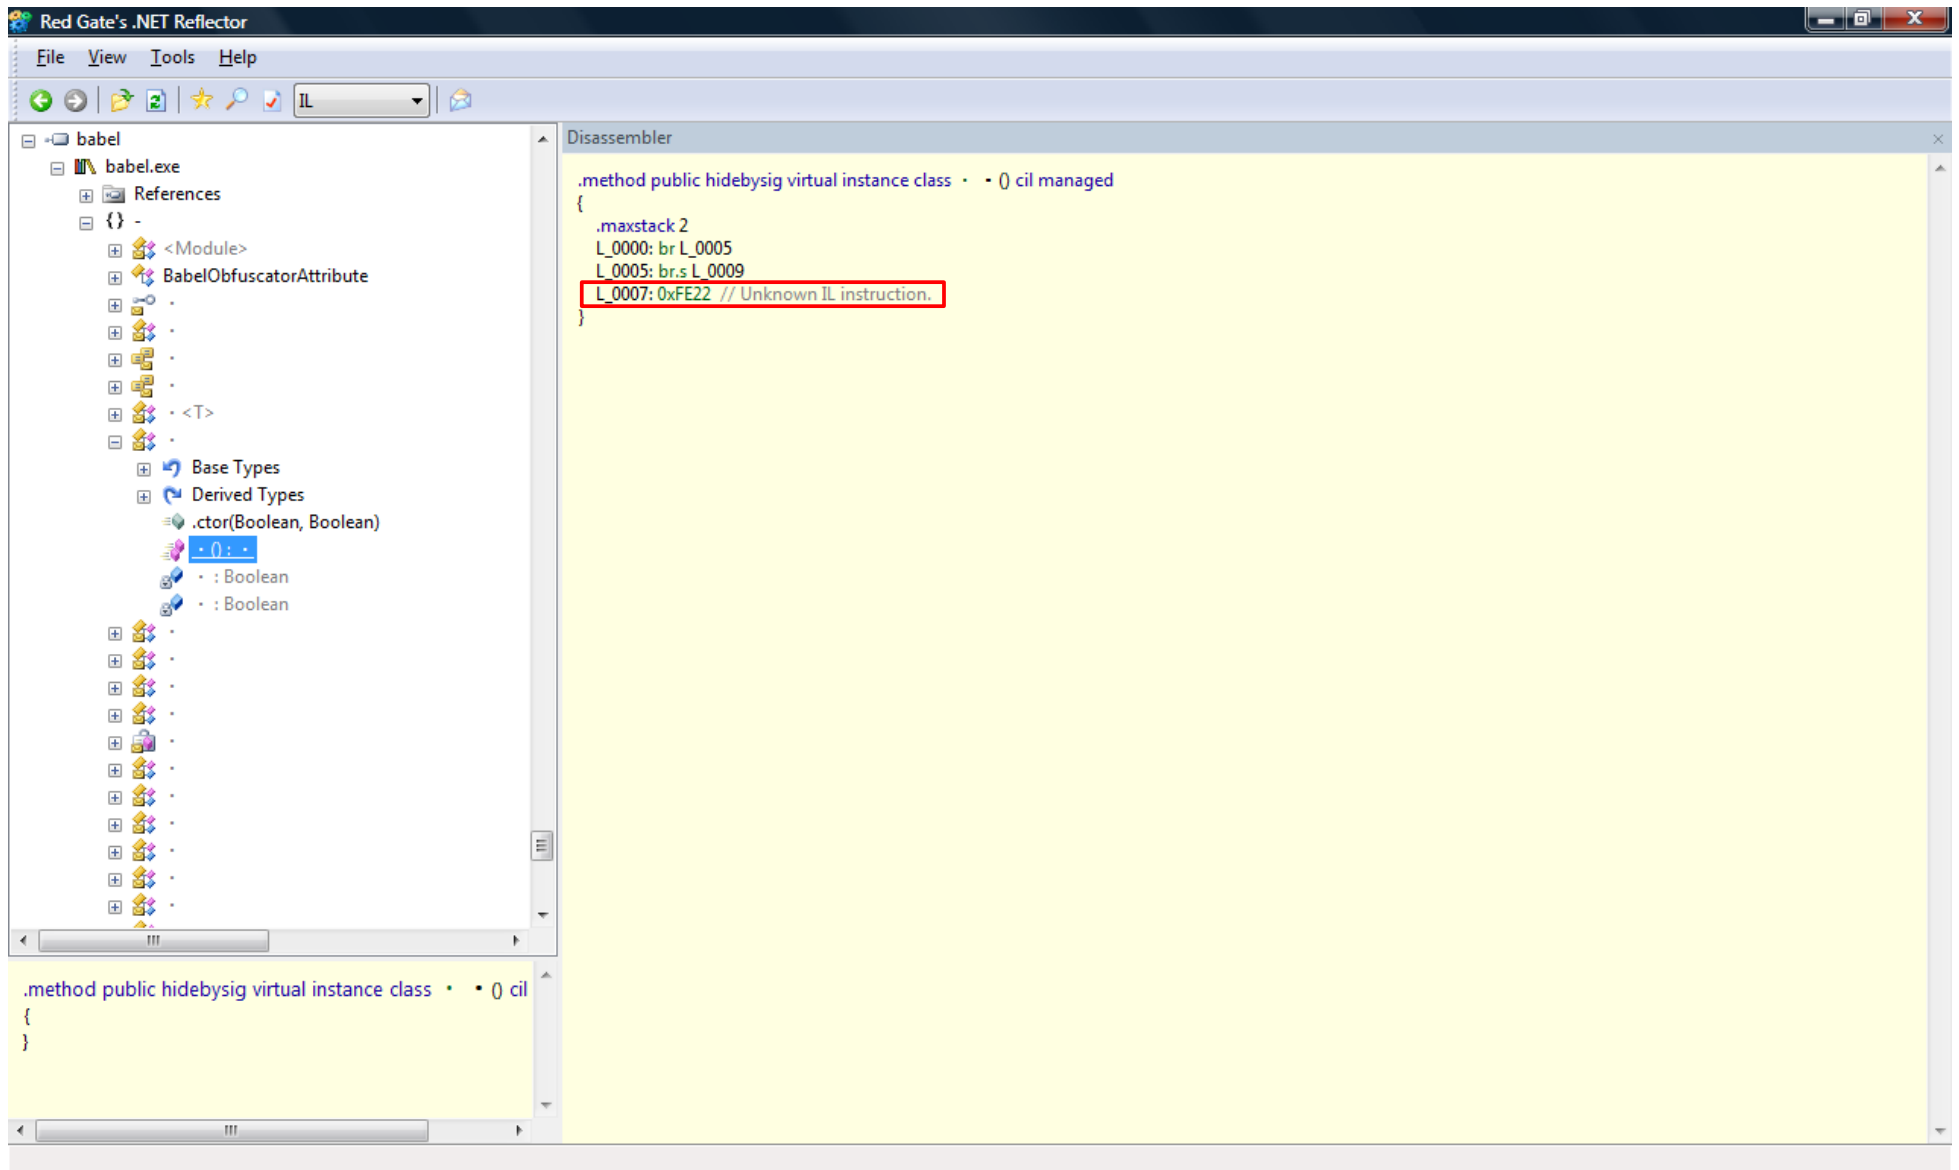 Red Gate's .NET Reflector
File View Tools Help
IL
babel
babel.exe
References
{} -
<Module>
BabelObfuscatorAttribute
·
·
·
·
· <T>
·
Base Types
Derived Types
.ctor(Boolean, Boolean)
· () : ·
· : Boolean
· : Boolean
·
·
·
·
·
·
·
·
·
·
·
Disassembler
.method public hidebysig virtual instance class · · () cil managed
{
.maxstack 2
L_0000: br L_0005
L_0005: br.s L_0009
L_0007: 0xFE22 // Unknown IL instruction.
}
.method public hidebysig virtual instance class · · () cil
{
}